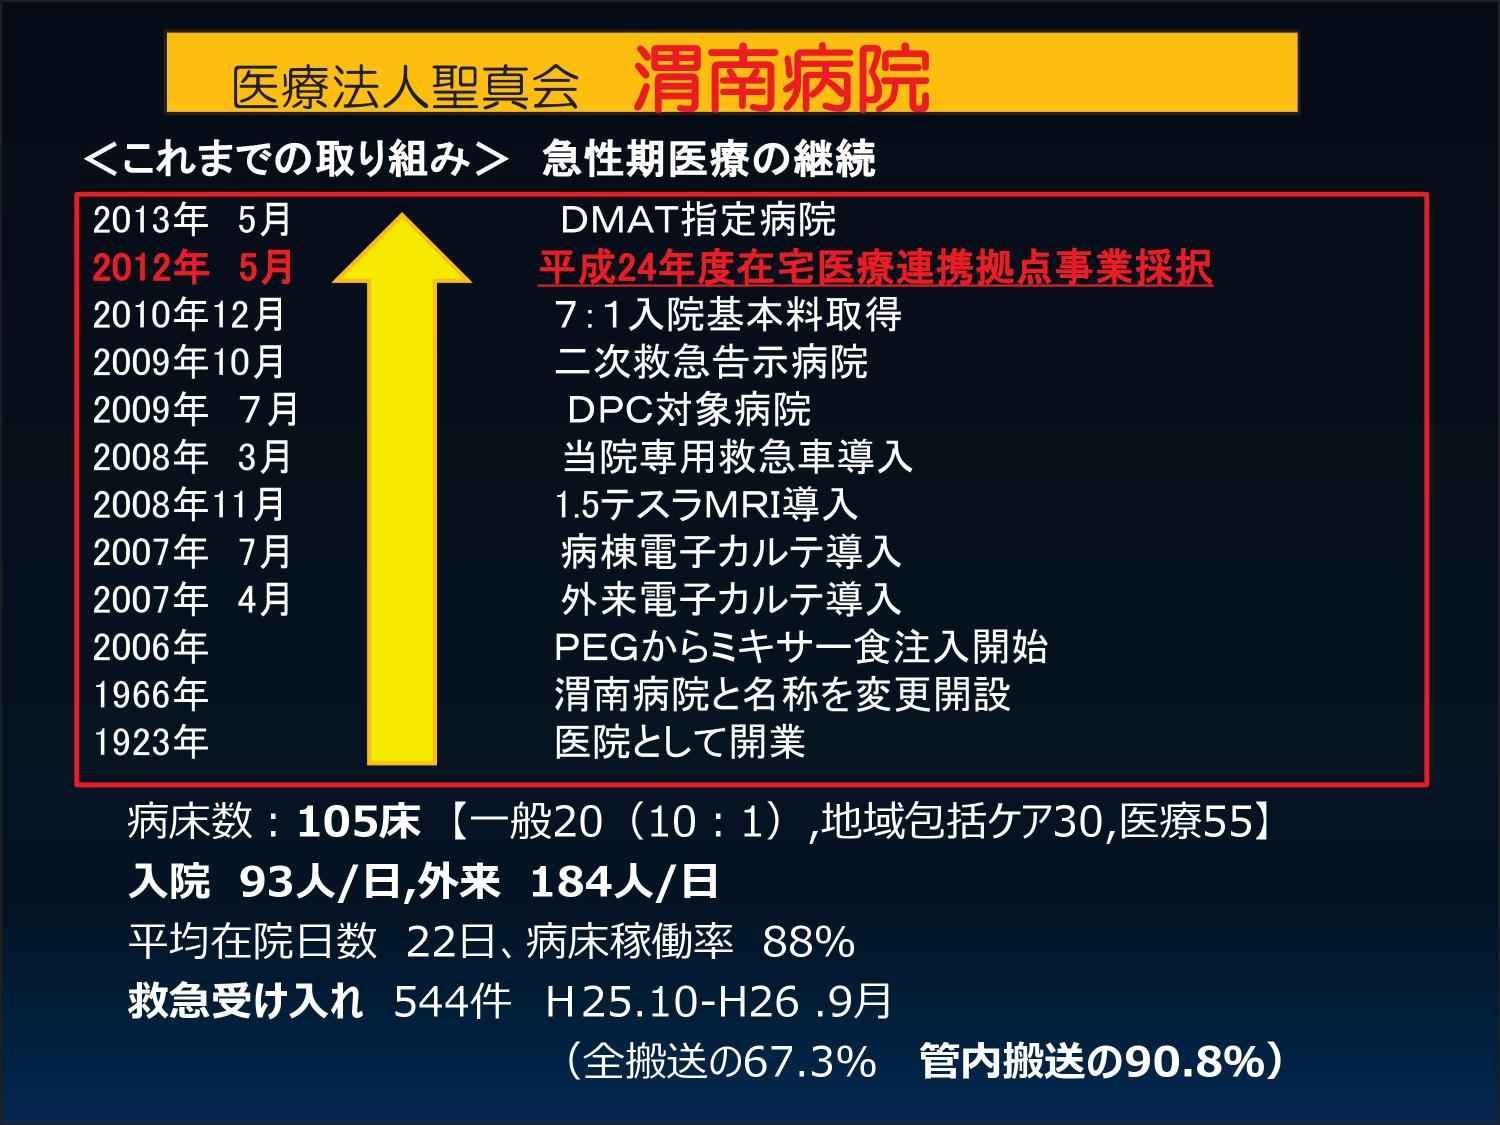 医療法人聖真会　渭南病院
＜これまでの取り組み＞　急性期医療の継続
2013年　5月　DMAT指定病院
2012年　5月　平成24年度在宅医療連携拠点事業採択
2010年12月　7：1入院基本料取得
2009年10月　二次救急告示病院
2009年　7月　DPC対象病院
2008年　3月　当院専用救急車導入
2008年11月　1.5テスラMRI導入
2007年　7月　病棟電子カルテ導入
2007年　4月　外来電子カルテ導入
2006年　PEGからミキサー食注入開始
1966年　渭南病院と名称を変更開設
1923年　医院として開業
病床数：105床【一般20（10：1）,地域包括ケア30,医療55】
入院　93人/日,外来　184人/日
平均在院日数　22日、病床稼働率　88%
救急受け入れ　544件　H25.10-H26 .9月
（全搬送の67.3%　管内搬送の90.8%）